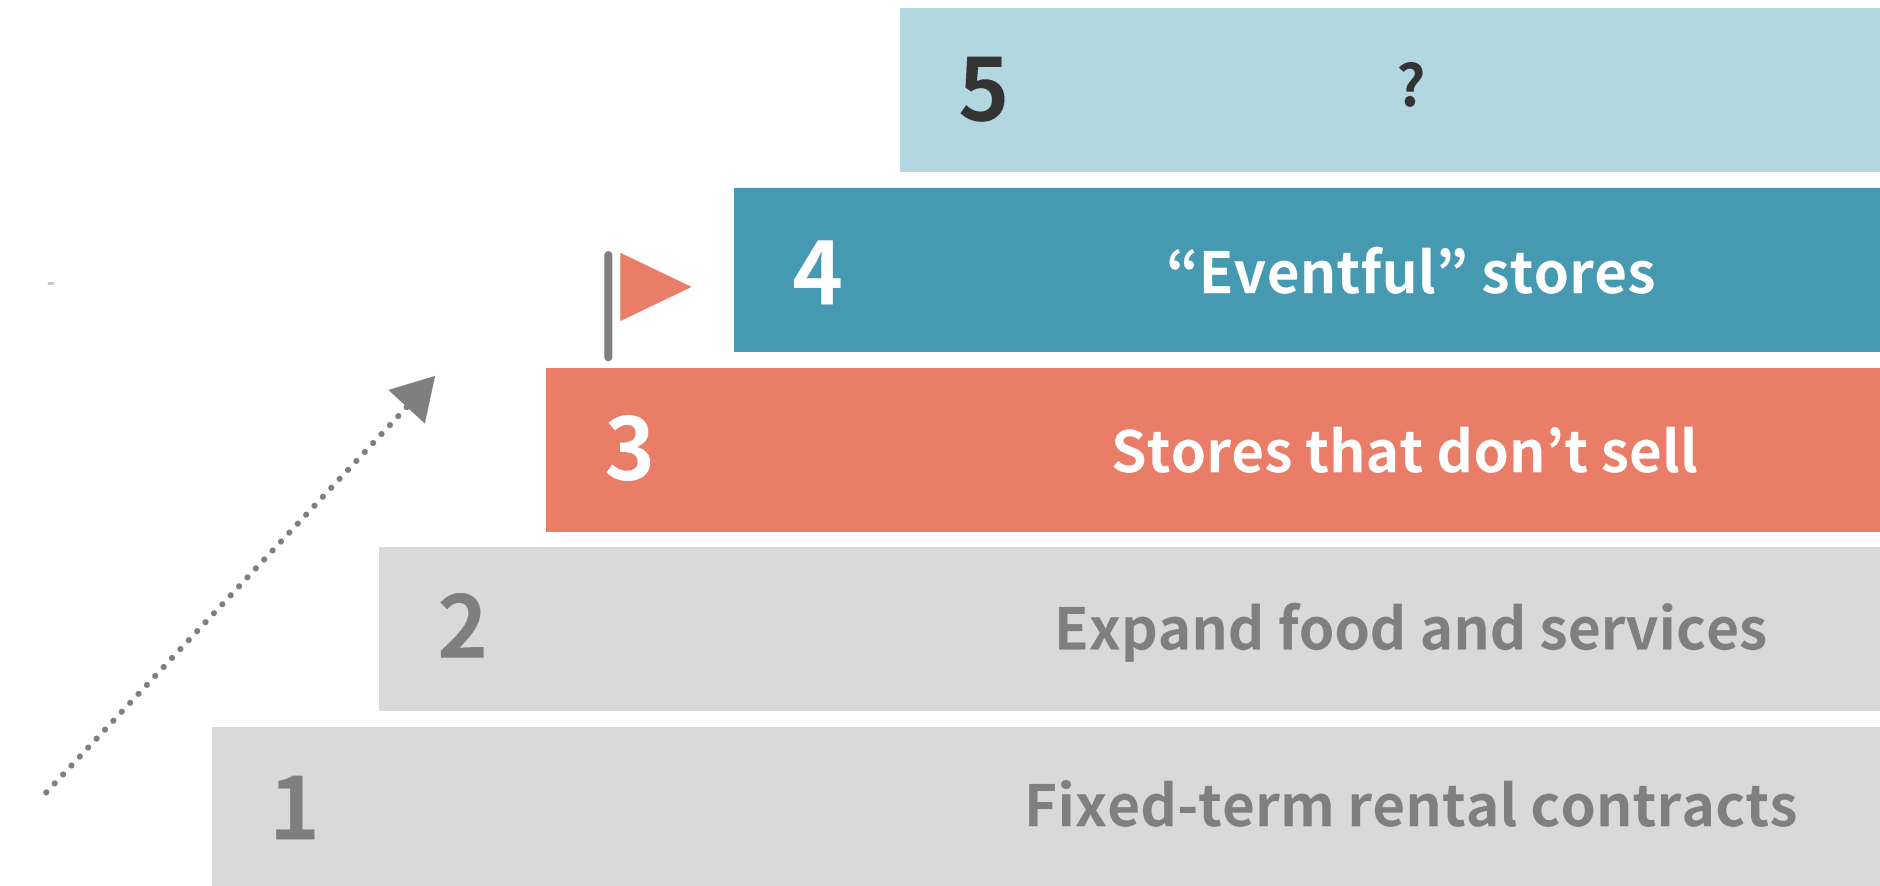 5 ?
4 “Eventful” stores
3 Stores that don’t sell
2 Expand food and services
1 Fixed-term rental contracts